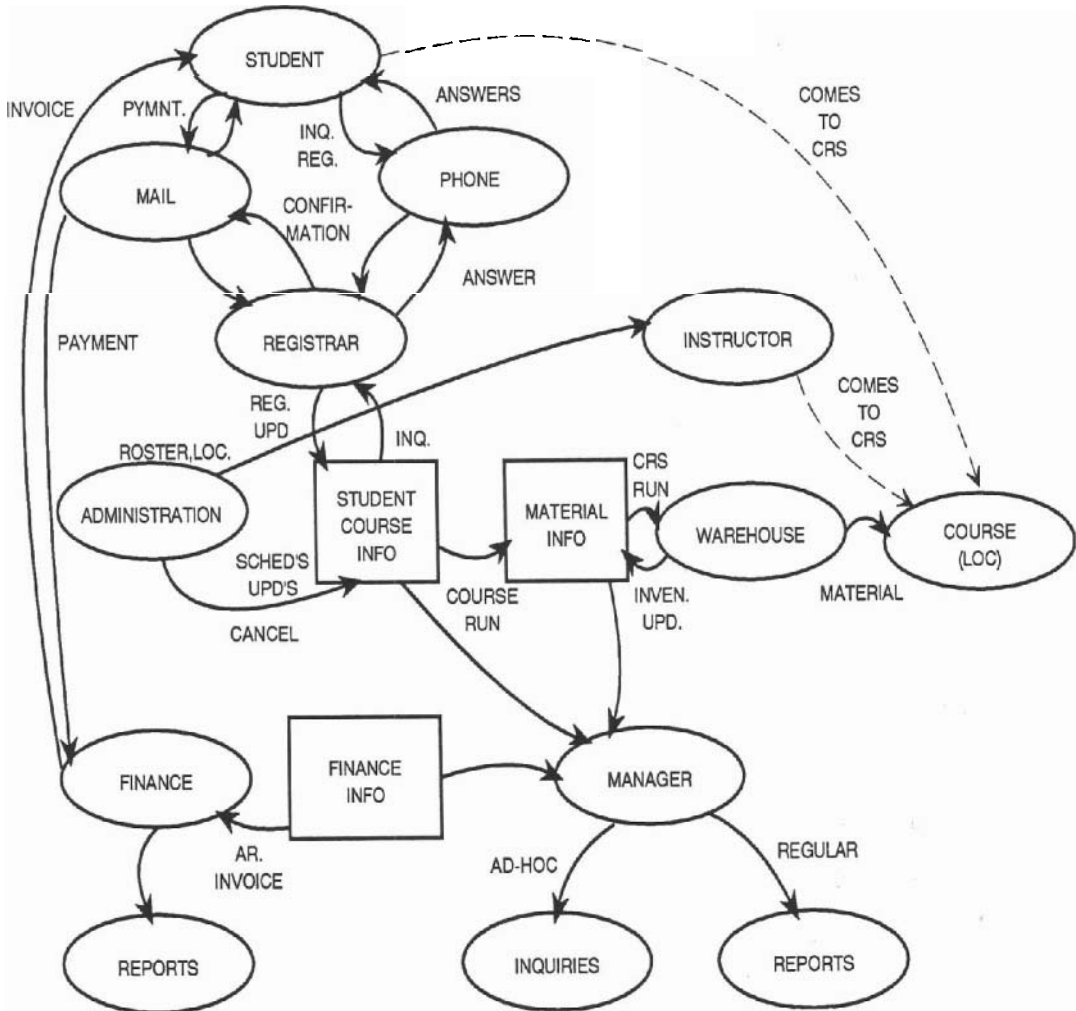 STUDENT
INVOICE
PYMNT.
ANSWERS
COMES
TO
CRS
INQ.
REG.
MAIL
PHONE
CONFIR-
MATION
ANSWER
PAYMENT
REGISTRAR
INSTRUCTOR
REG.
UPD
COMES
TO
CRS
ROSTER,LOC.
INQ.
CRS
RUN
ADMINISTRATION
STUDENT
COURSE
INFO
MATERIAL
INFO
WAREHOUSE
COURSE
(LOC)
SCHED'S
UPD'S
CANCEL
COURSE
RUN
INVEN.
UPD.
MATERIAL
FINANCE
FINANCE
INFO
MANAGER
AR.
INVOICE
AD-HOC
REGULAR
REPORTS
INQUIRIES
REPORTS